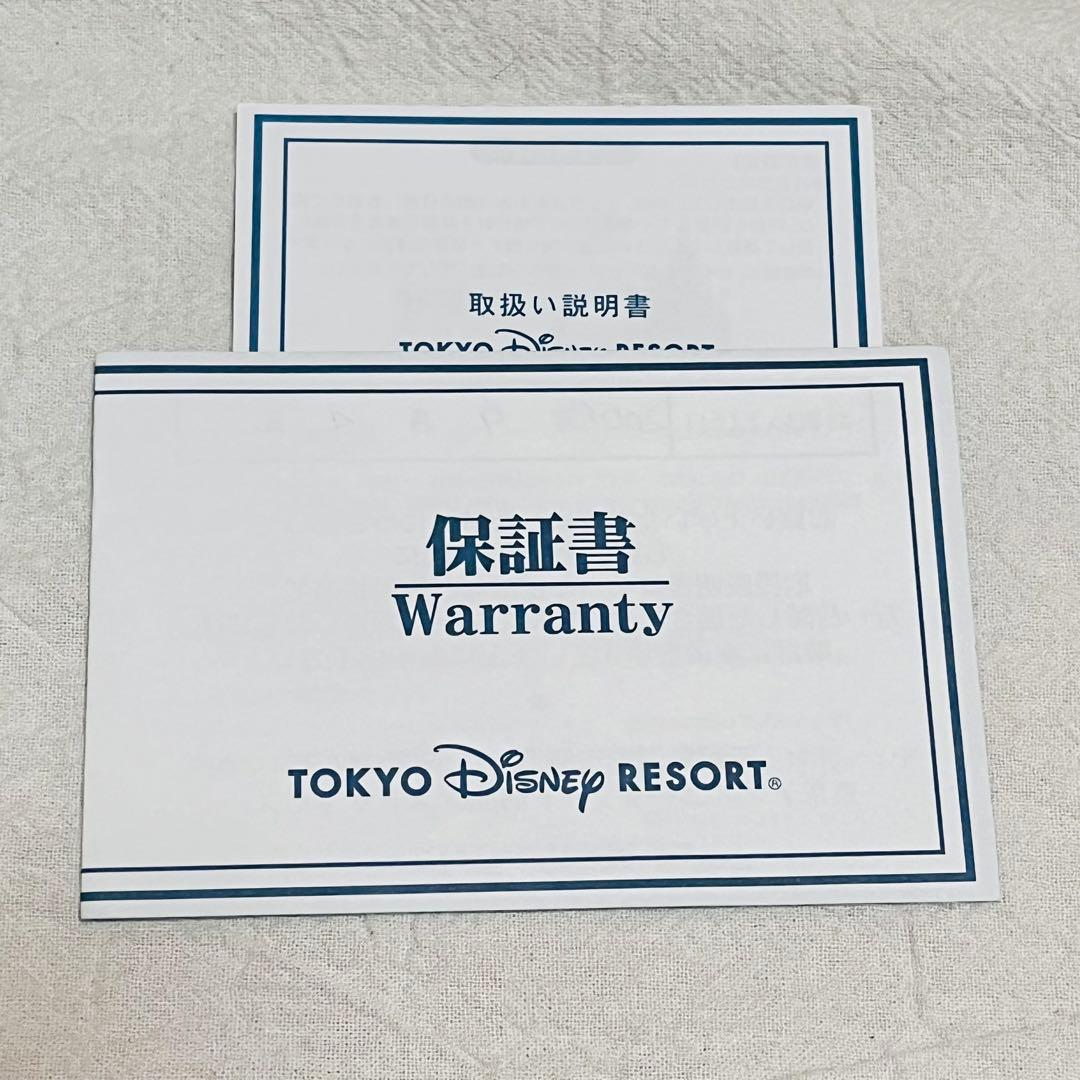 取扱い説明書
TOKYO Disney RESORT
保証書
Warranty
TOKYO Disney RESORT®